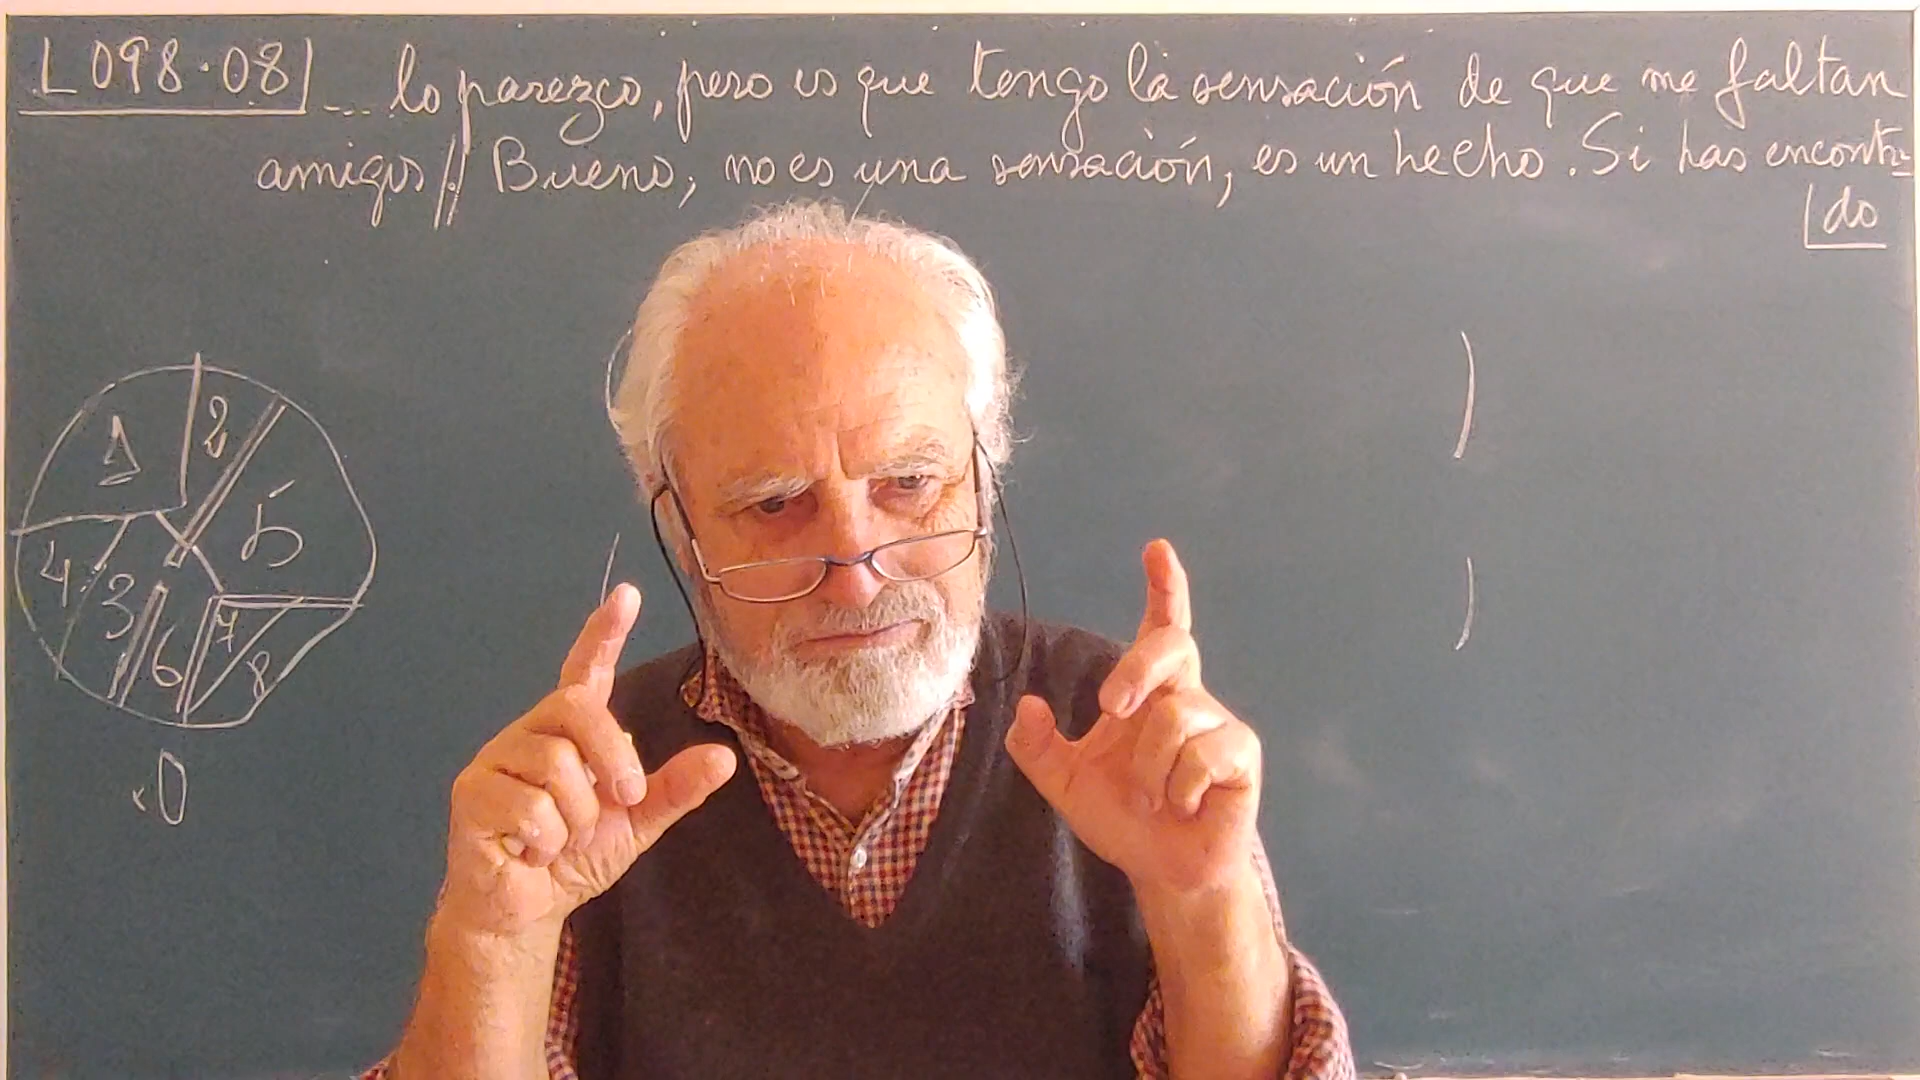 L098.08 ... lo parezco, pero es que tengo la sensación de que me faltan
amigos // Bueno, no es una sensación, es un hecho. Si has encontra
do
1 2
5
4 3 6 7 8
.0